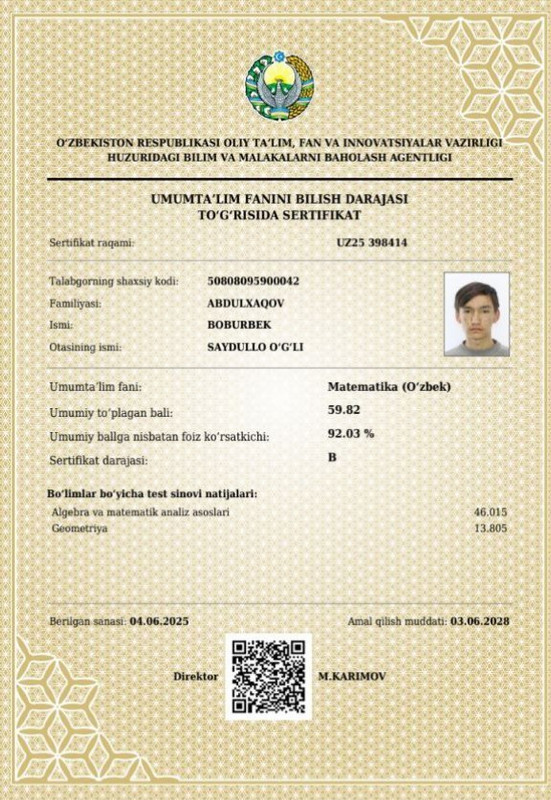 O‘ZBEKISTON RESPUBLIKASI OLIY TA’LIM, FAN VA INNOVATSIYALAR VAZIRLIGI
HUZURIDAGI BILIM VA MALAKALARNI BAHOLASH AGENTLIGI
UMUMTA’LIM FANINI BILISH DARAJASI
TO‘G‘RISIDA SERTIFIKAT
Sertifikat raqami: UZ25 398414
Talabgorning shaxsiy kodi: 50808095900042
Familiyasi: ABDULXAQOV
Ismi: BOBURBEK
Otasining ismi: SAYDULLO O‘G‘LI
Umumta’lim fani: Matematika (O‘zbek)
Umumiy to‘plagan bali: 59.82
Umumiy ballga nisbatan foiz ko‘rsatkichi: 92.03 %
Sertifikat darajasi: B
Bo‘limlar bo‘yicha test sinovi natijalari:
Algebra va matematik analiz asoslari 46.015
Geometriya 13.805
Berilgan sanasi: 04.06.2025 Amal qilish muddati: 03.06.2028
Direktor M.KARIMOV